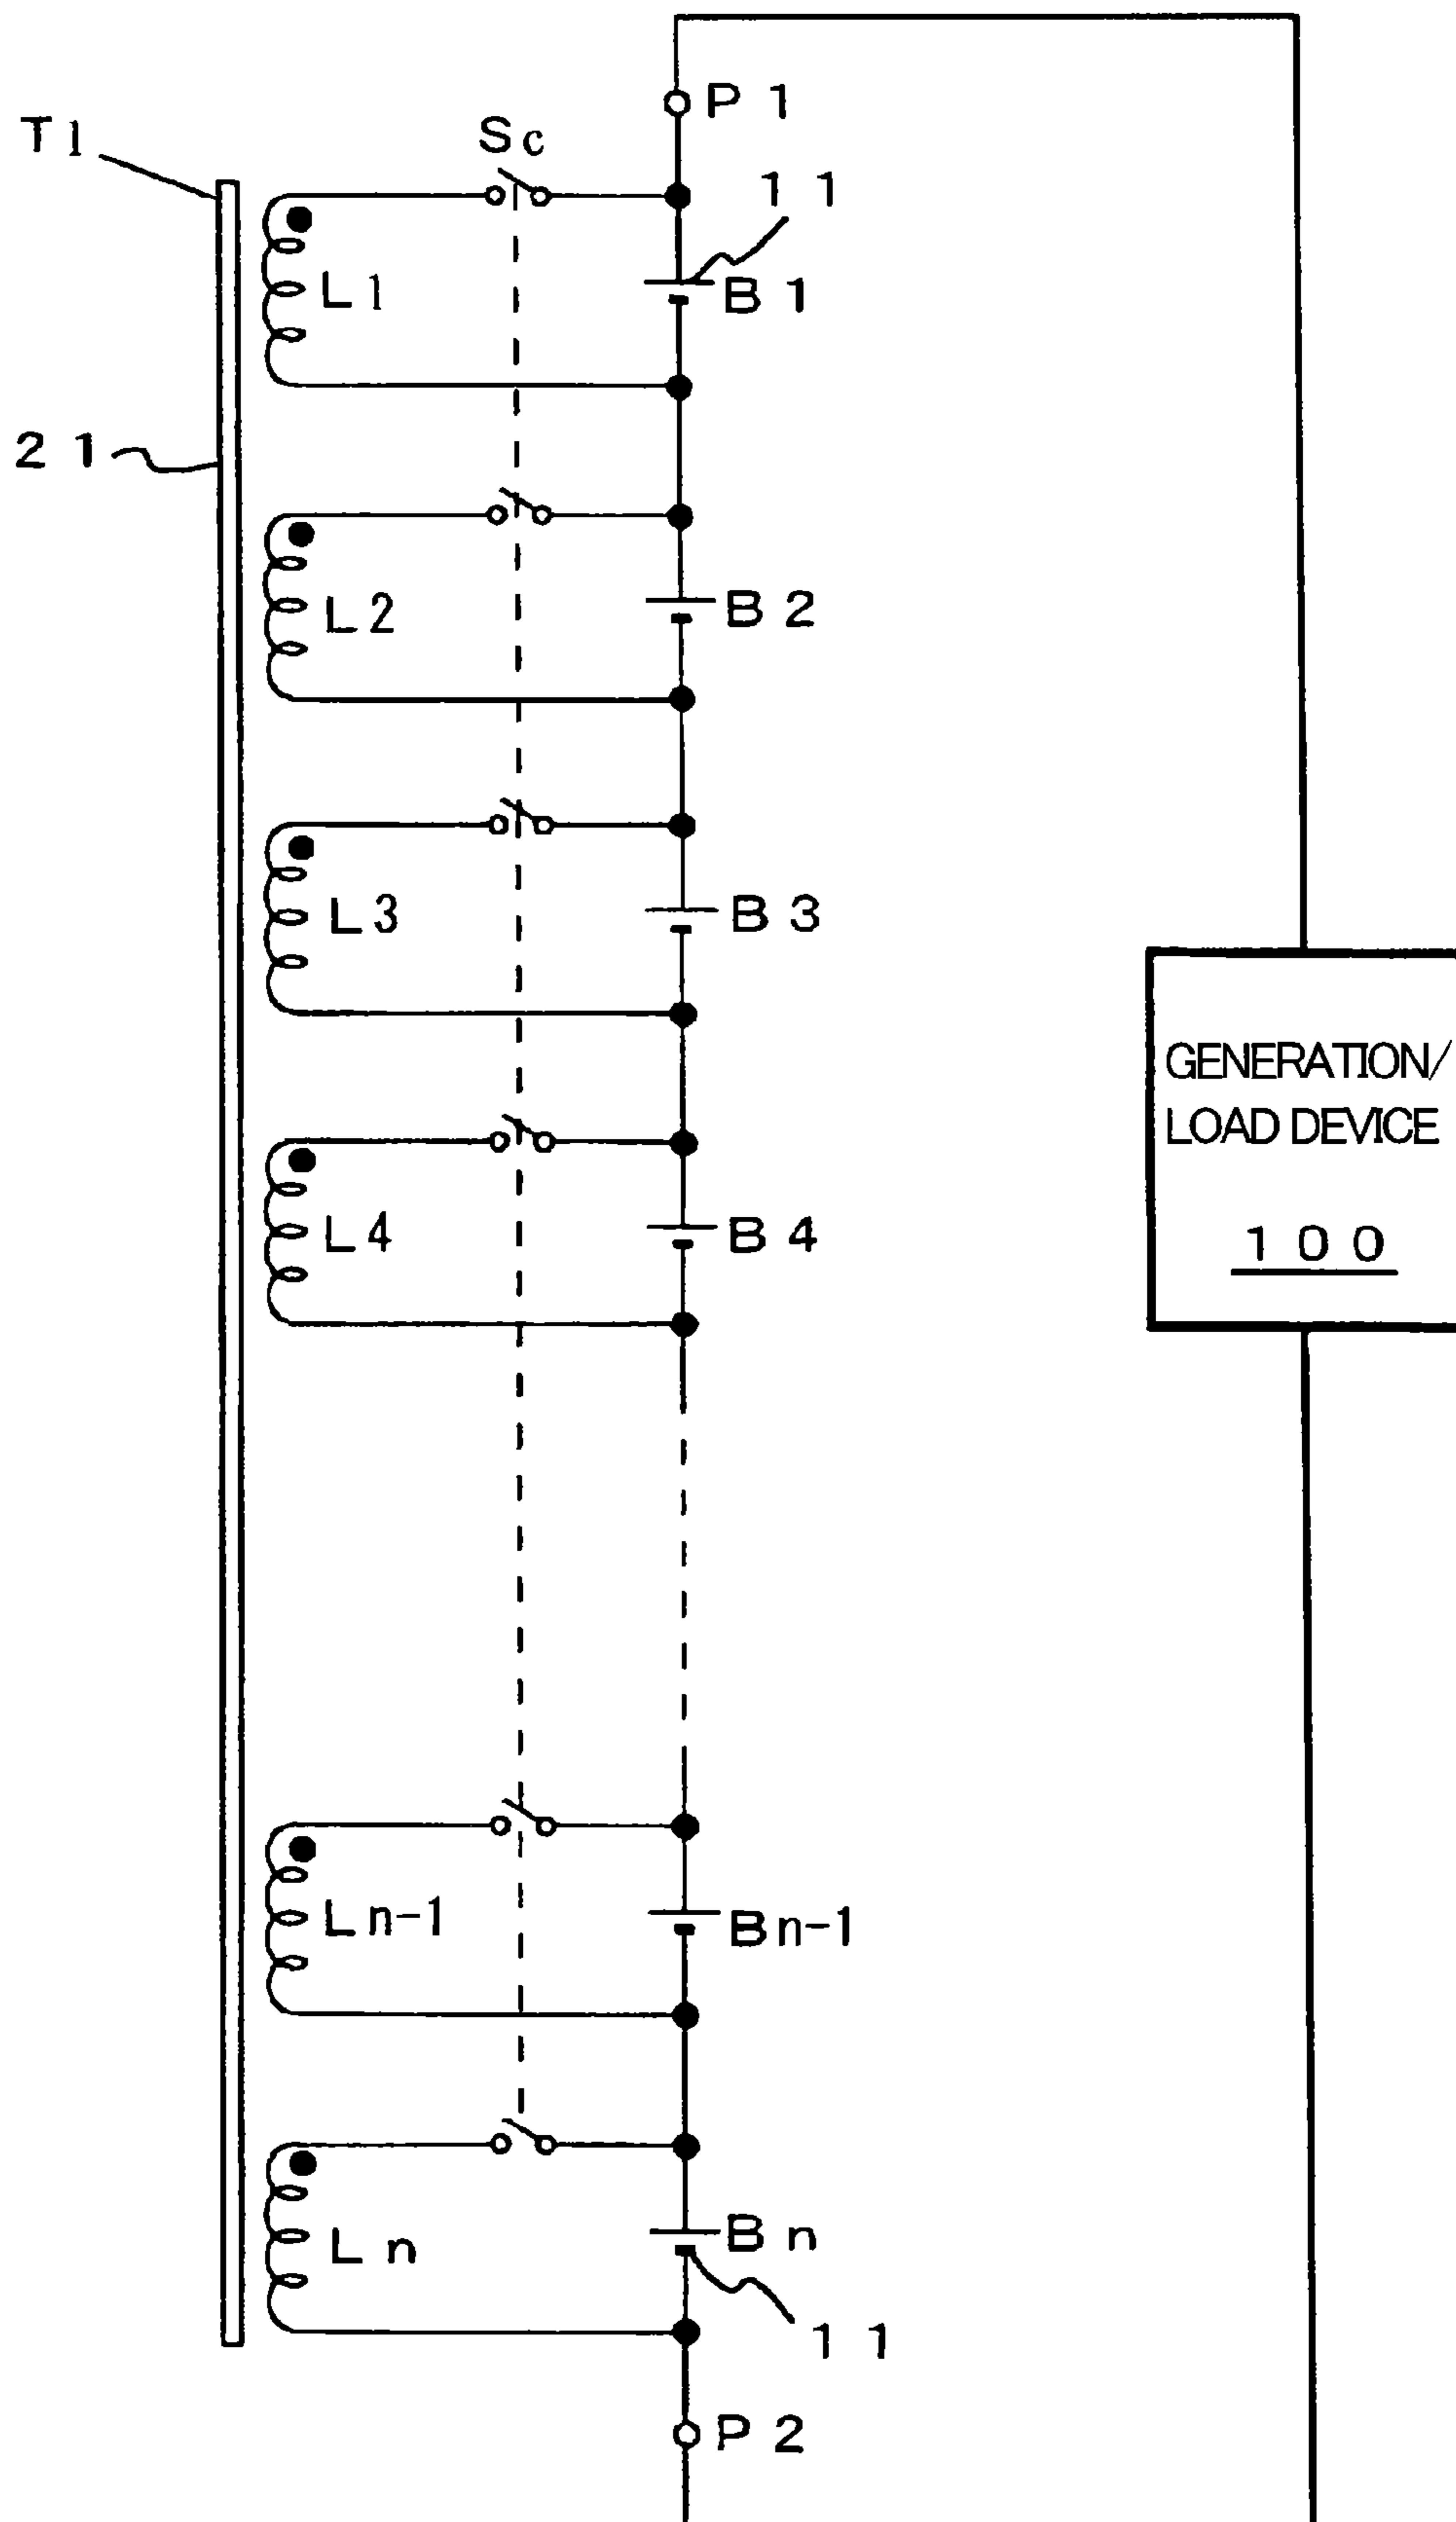 P1
T1
Sc
11
L1
B1
21
L2
B2
L3
B3
GENERATION/
LOAD DEVICE
100
L4
B4
Ln-1
Bn-1
Ln
Bn
11
P2